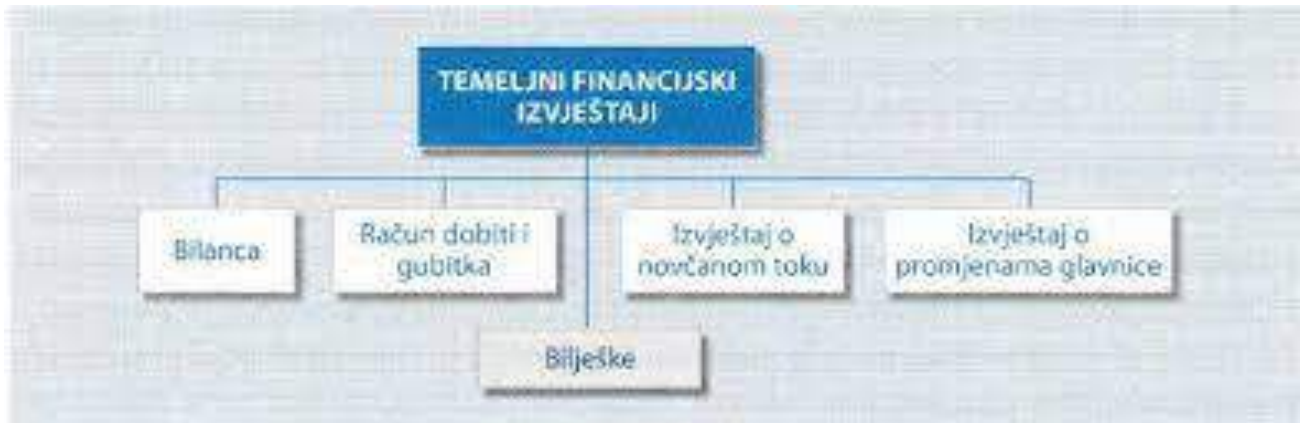 TEMELJNI FINANCIJSKI
IZVJEŠTAJI
Bilanca
Račun dobiti i
gubitka
Izvještaj o
novčanom toku
Izvještaj o
promjenama glavnice
Bilješke